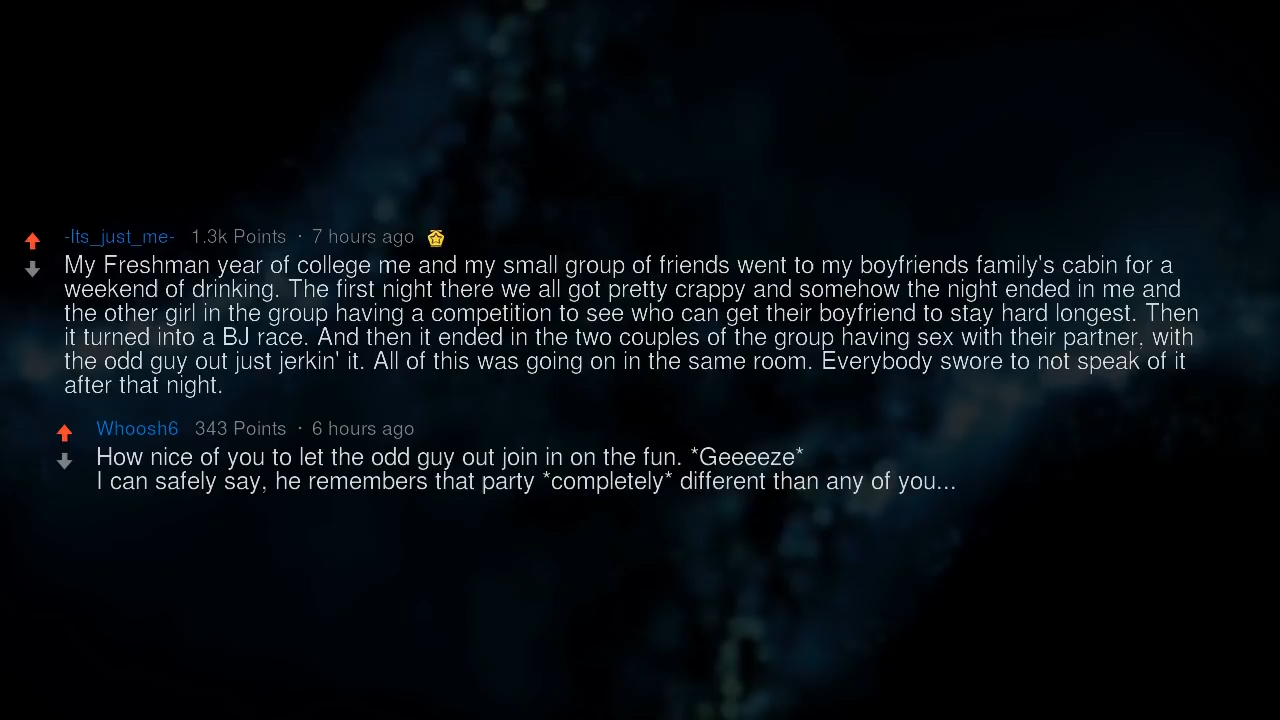 -Its_just_me- 1.3k Points · 7 hours ago
My Freshman year of college me and my small group of friends went to my boyfriends family's cabin for a
weekend of drinking. The first night there we all got pretty crappy and somehow the night ended in me and
the other girl in the group having a competition to see who can get their boyfriend to stay hard longest. Then
it turned into a BJ race. And then it ended in the two couples of the group having sex with their partner, with
the odd guy out just jerkin' it. All of this was going on in the same room. Everybody swore to not speak of it
after that night.
Whoosh6 343 Points · 6 hours ago
How nice of you to let the odd guy out join in on the fun. *Geeeeze*
I can safely say, he remembers that party *completely* different than any of you...